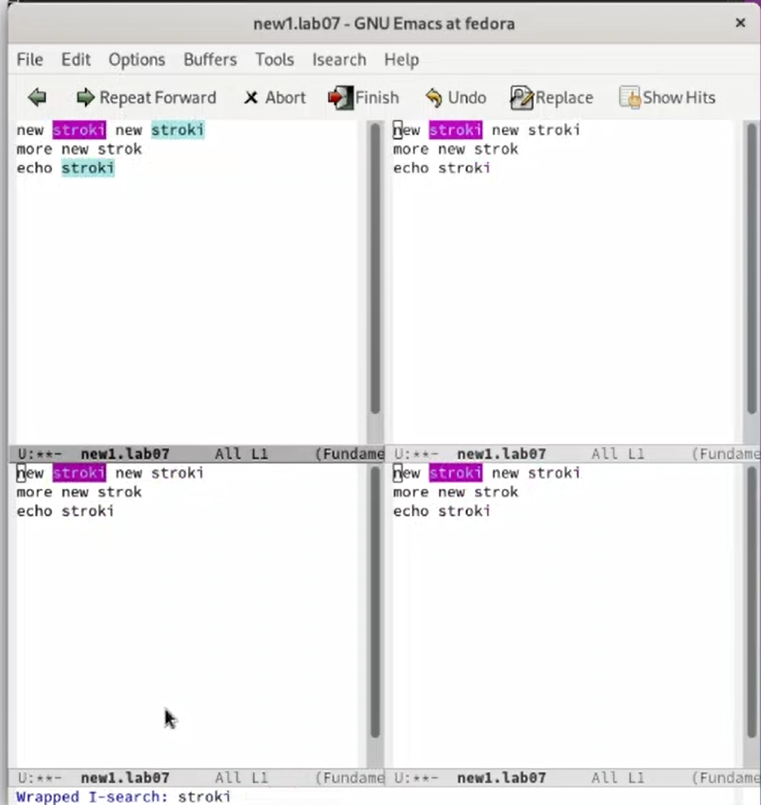 new1.lab07 - GNU Emacs at fedora
×
File Edit Options Buffers Tools Isearch Help
Repeat Forward Abort Finish Undo Replace Show Hits
new stroki new stroki
more new strok
echo stroki
U:**- new1.lab07 All L1 (Fundame
new stroki new stroki
more new strok
echo stroki
U:**- new1.lab07 All L1 (Fundame
new stroki new stroki
more new strok
echo stroki
U:**- new1.lab07 All L1 (Fundame
new stroki new stroki
more new strok
echo stroki
U:**- new1.lab07 All L1 (Fundame
Wrapped I-search: stroki